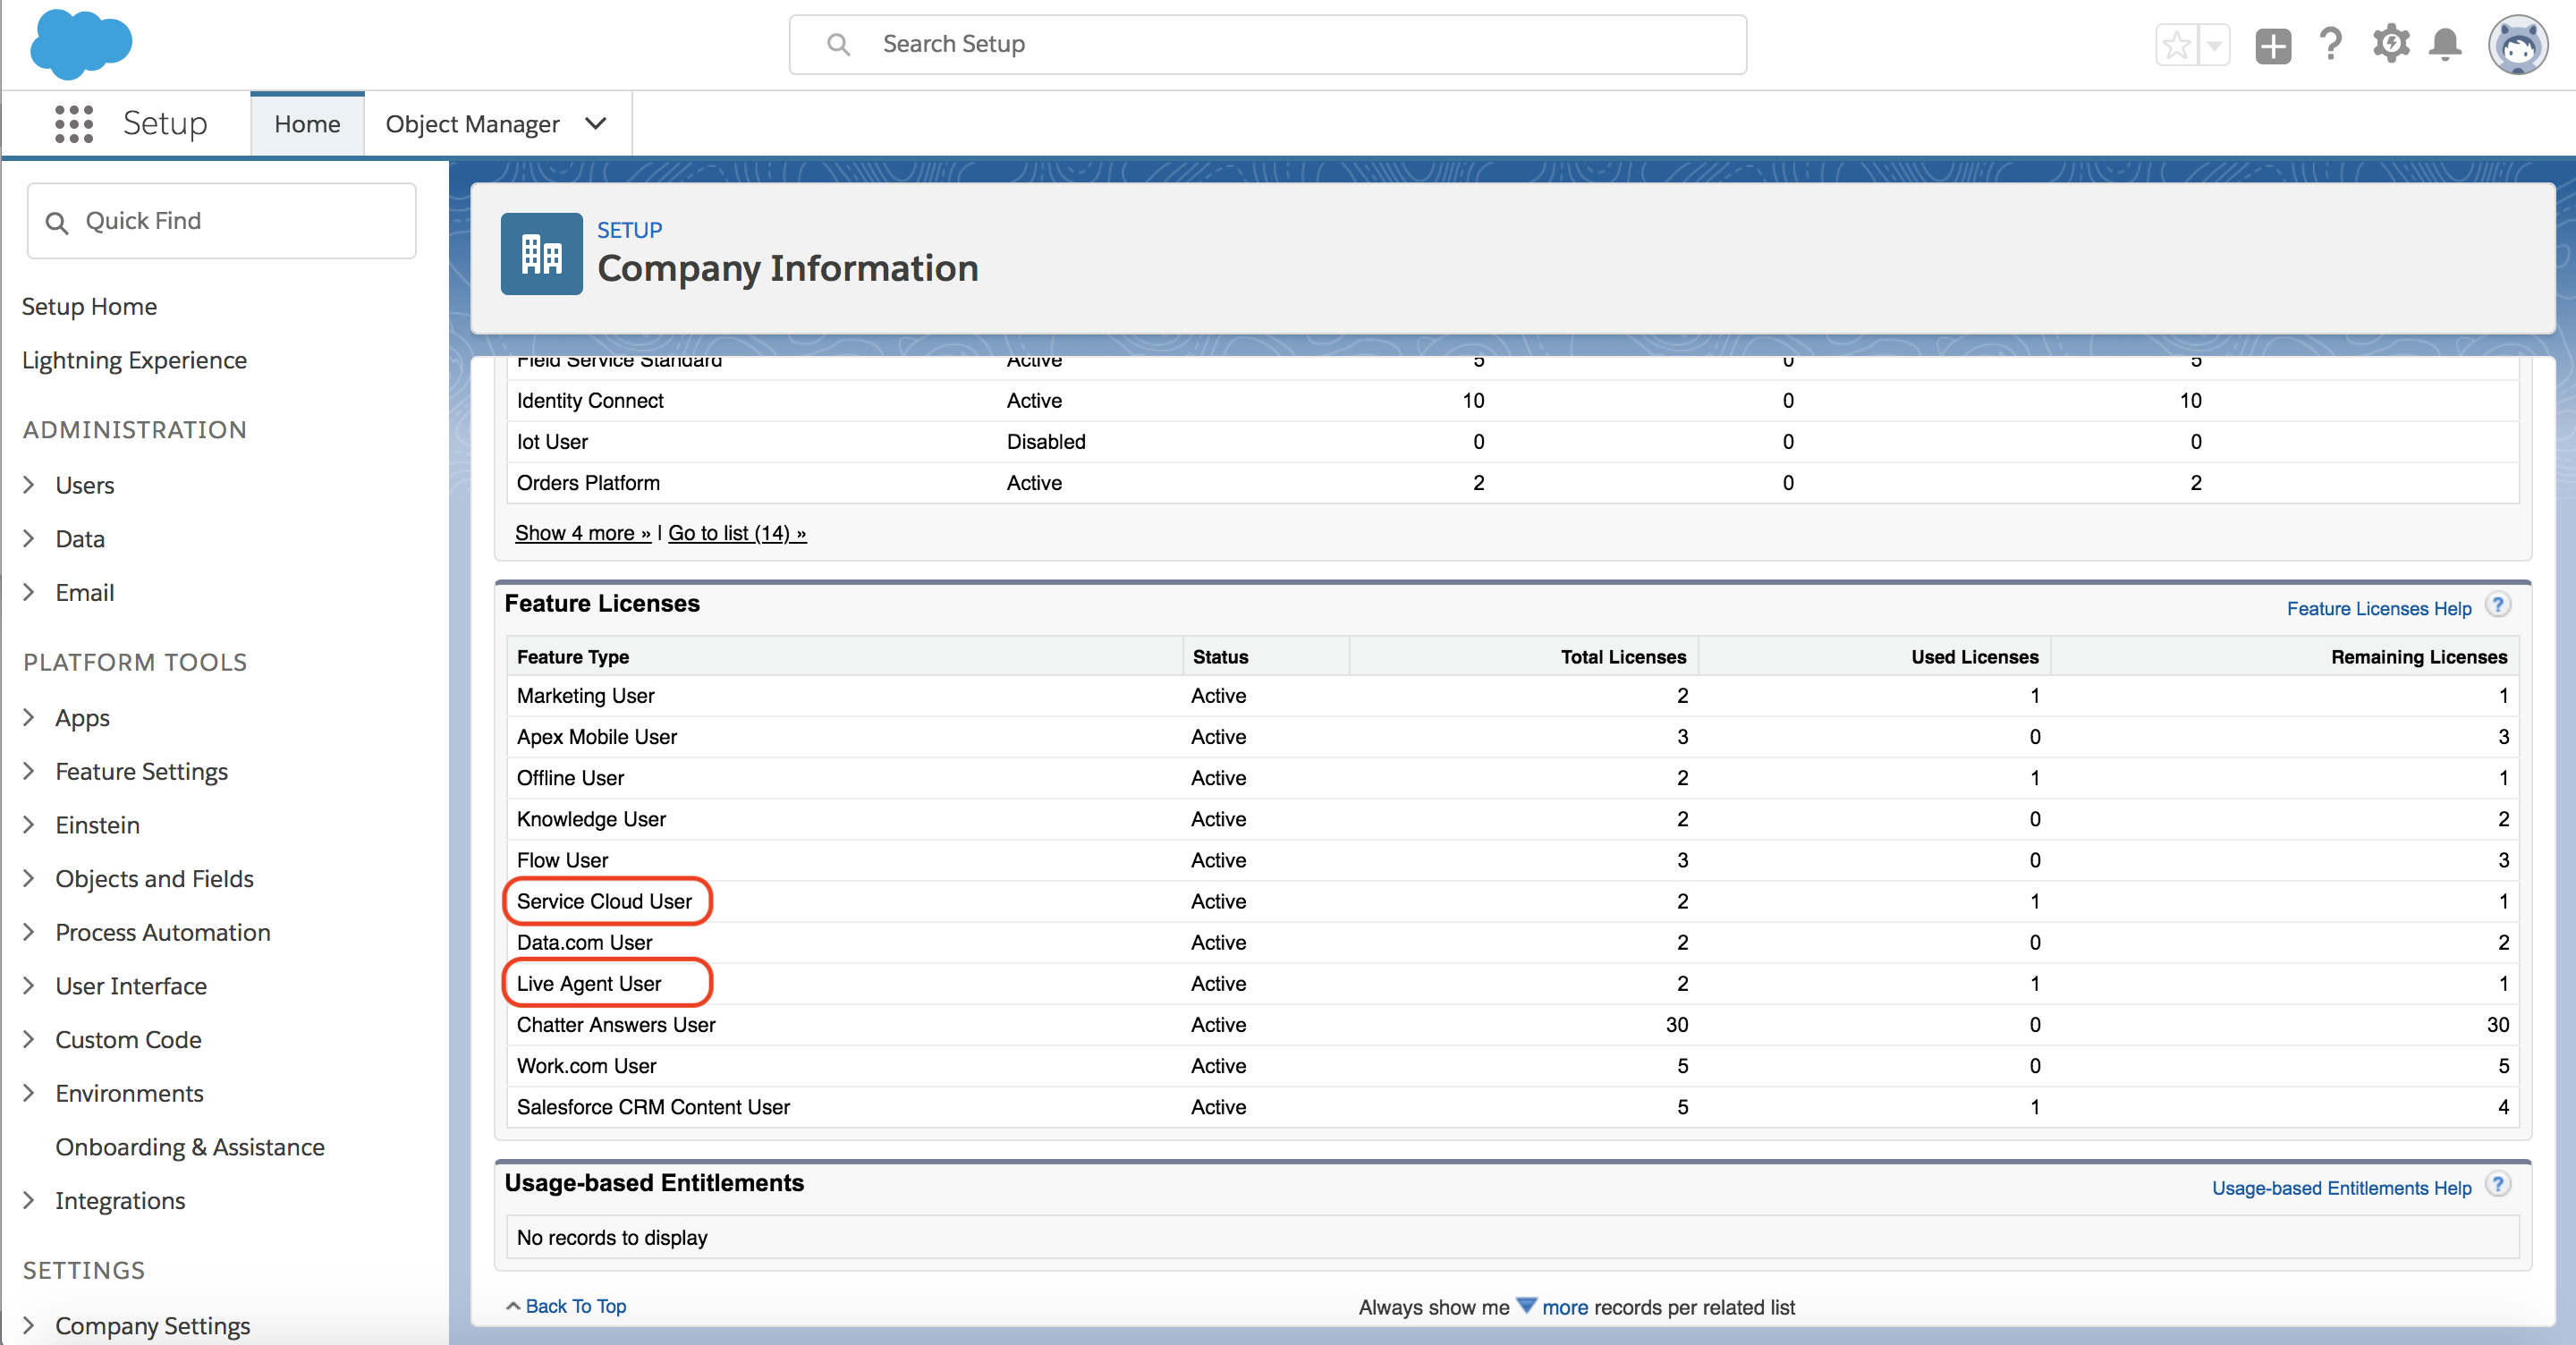 Search Setup
Setup
Home
Object Manager
Quick Find
Setup Home
Lightning Experience
ADMINISTRATION
Users
Data
Email
PLATFORM TOOLS
Apps
Feature Settings
Einstein
Objects and Fields
Process Automation
User Interface
Custom Code
Environments
Onboarding & Assistance
Integrations
SETTINGS
Company Settings
SETUP
Company Information
Field Service Standard Active 5 0 5
Identity Connect Active 10 0 10
Iot User Disabled 0 0 0
Orders Platform Active 2 0 2
Show 4 more » | Go to list (14) »
Feature Licenses
Feature Licenses Help ?
Feature Type Status Total Licenses Used Licenses Remaining Licenses
Marketing User Active 2 1 1
Apex Mobile User Active 3 0 3
Offline User Active 2 1 1
Knowledge User Active 2 0 2
Flow User Active 3 0 3
Service Cloud User Active 2 1 1
Data.com User Active 2 0 2
Live Agent User Active 2 1 1
Chatter Answers User Active 30 0 30
Work.com User Active 5 0 5
Salesforce CRM Content User Active 5 1 4
Usage-based Entitlements
Usage-based Entitlements Help ?
No records to display
Back To Top
Always show me more records per related list